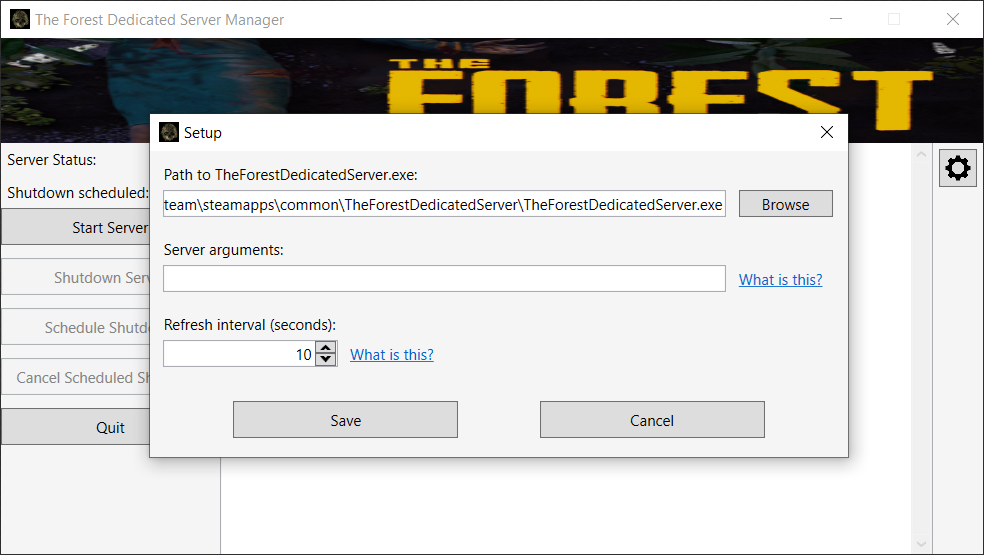 The Forest Dedicated Server Manager
THE
FOREST
Setup
Server Status:
Path to TheForestDedicatedServer.exe:
Shutdown scheduled:
team\steamapps\common\TheForestDedicatedServer\TheForestDedicatedServer.exe
Browse
Start Server
Server arguments:
Shutdown Serv
What is this?
Schedule Shutdo
Refresh interval (seconds):
10
What is this?
Cancel Scheduled Sh
Save
Cancel
Quit